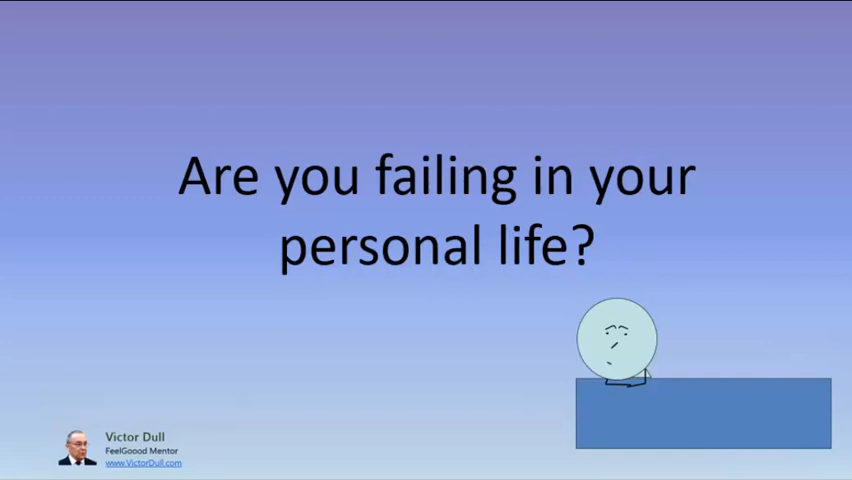 Are you failing in your
personal life?
Victor Dull
FeelGoood Mentor
www.VictorDull.com